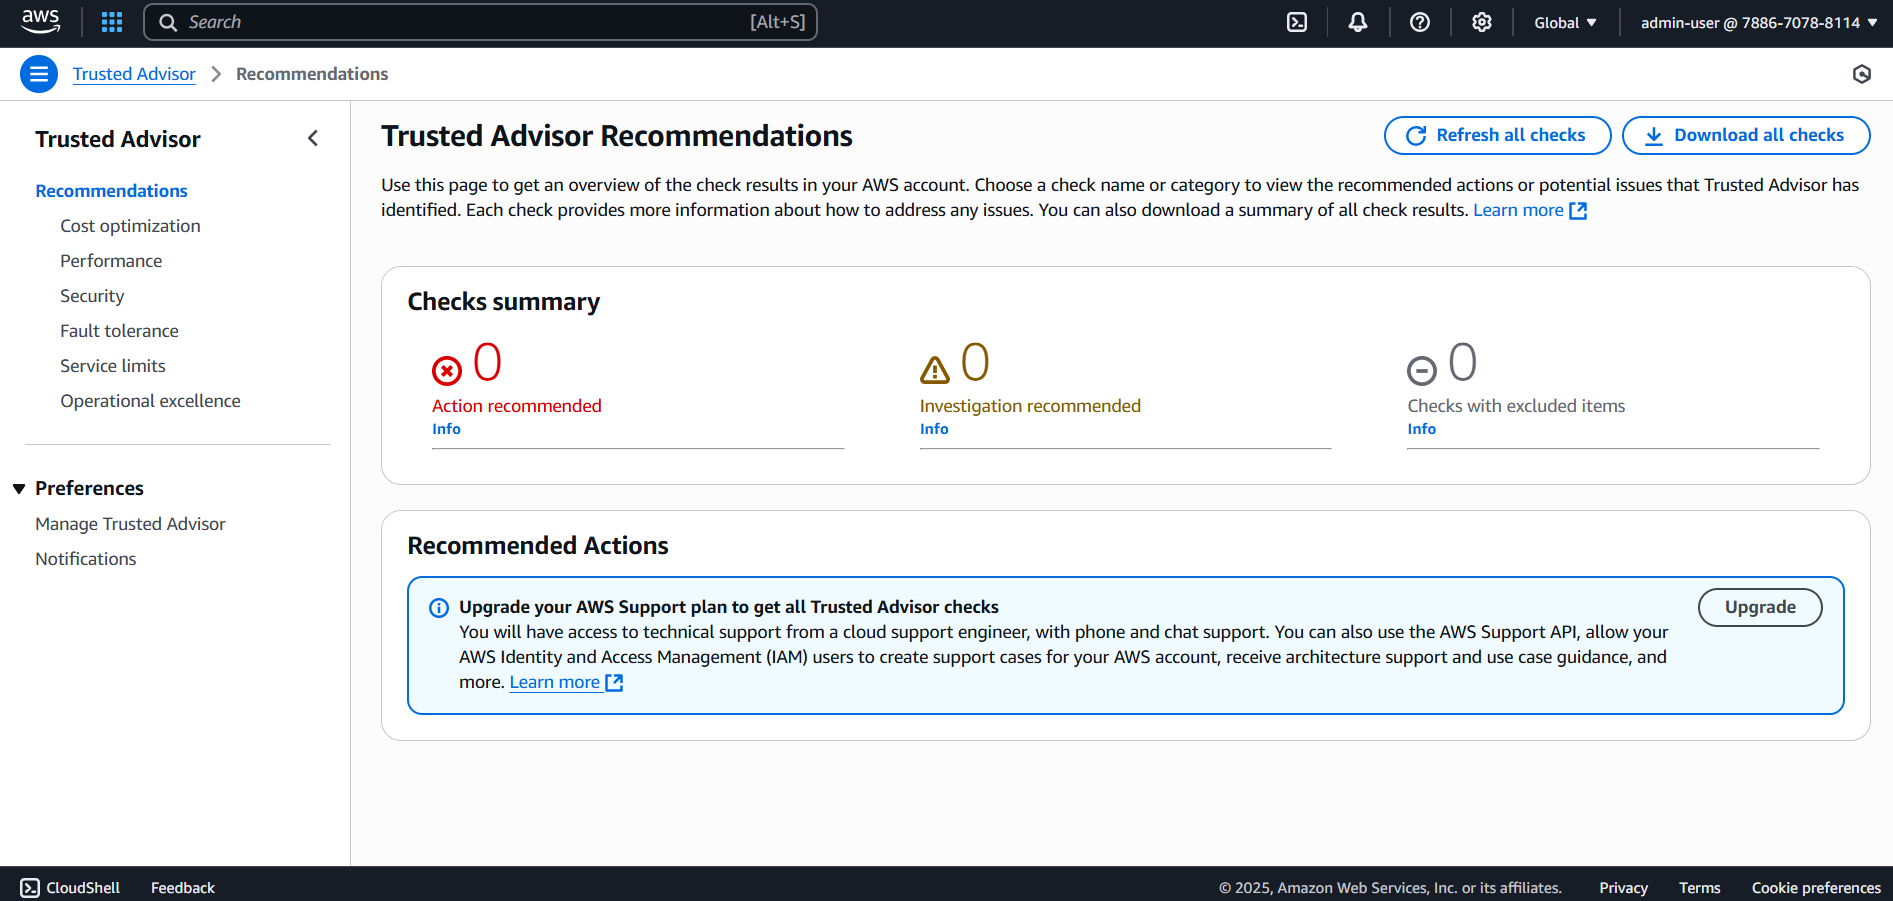 aws
Search [Alt+S]
Global
admin-user @ 7886-7078-8114
Trusted Advisor
Recommendations
Trusted Advisor
Recommendations
Cost optimization
Performance
Security
Fault tolerance
Service limits
Operational excellence
Preferences
Manage Trusted Advisor
Notifications
Trusted Advisor Recommendations
Refresh all checks
Download all checks
Use this page to get an overview of the check results in your AWS account. Choose a check name or category to view the recommended actions or potential issues that Trusted Advisor has
identified. Each check provides more information about how to address any issues. You can also download a summary of all check results. Learn more
Checks summary
0
Action recommended
Info
0
Investigation recommended
Info
0
Checks with excluded items
Info
Recommended Actions
Upgrade your AWS Support plan to get all Trusted Advisor checks
You will have access to technical support from a cloud support engineer, with phone and chat support. You can also use the AWS Support API, allow your
AWS Identity and Access Management (IAM) users to create support cases for your AWS account, receive architecture support and use case guidance, and
more. Learn more
Upgrade
CloudShell
Feedback
© 2025, Amazon Web Services, Inc. or its affiliates.
Privacy
Terms
Cookie preferences